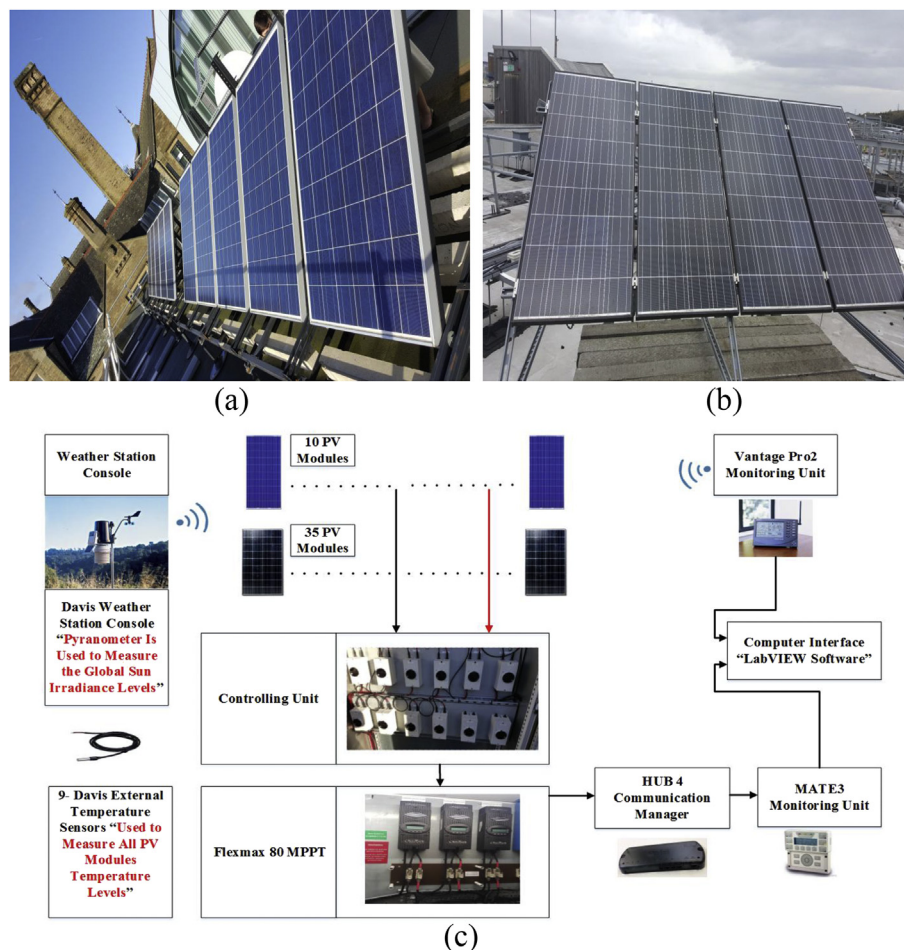 (a)
(b)
Weather Station
Console
10 PV
Modules
35 PV
Modules
Vantage Pro2
Monitoring Unit
Davis Weather
Station Console
“Pyranometer Is
Used to Measure
the Global Sun
Irradiance Levels”
Computer Interface
“LabVIEW Software”
Controlling Unit
9- Davis External
Temperature
Sensors “Used to
Measure All PV
Modules
Temperature
Levels”
Flexmax 80 MPPT
HUB 4
Communication
Manager
MATE3
Monitoring Unit
(c)